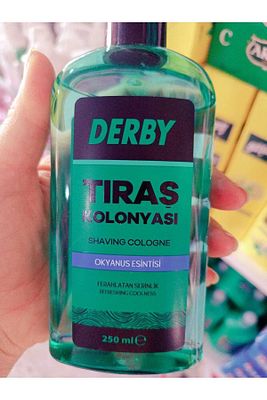 DERBY
TIRAŞ
KOLONYASI
SHAVING COLOGNE
OKYANUS ESİNTİSİ
FERAHLATAN SERİNLİK
REFRESHING COOLNESS
250 ml ℮